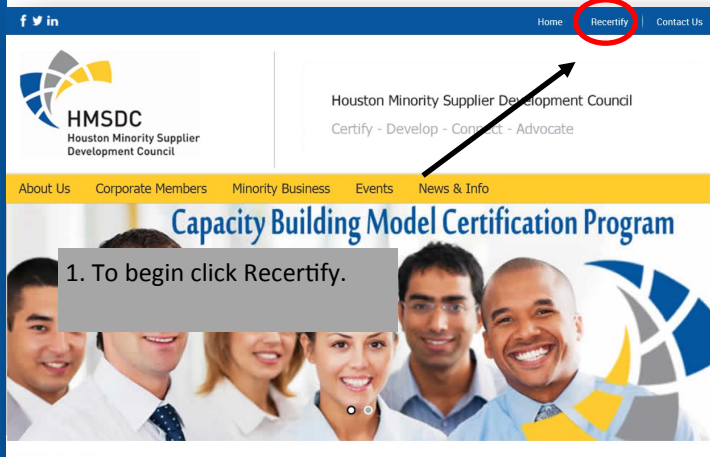 Home Recertify Contact Us
HMSDC
Houston Minority Supplier
Development Council
Houston Minority Supplier Development Council
Certify - Develop - Connect - Advocate
About Us Corporate Members Minority Business Events News & Info
Capacity Building Model Certification Program
1. To begin click Recertify.